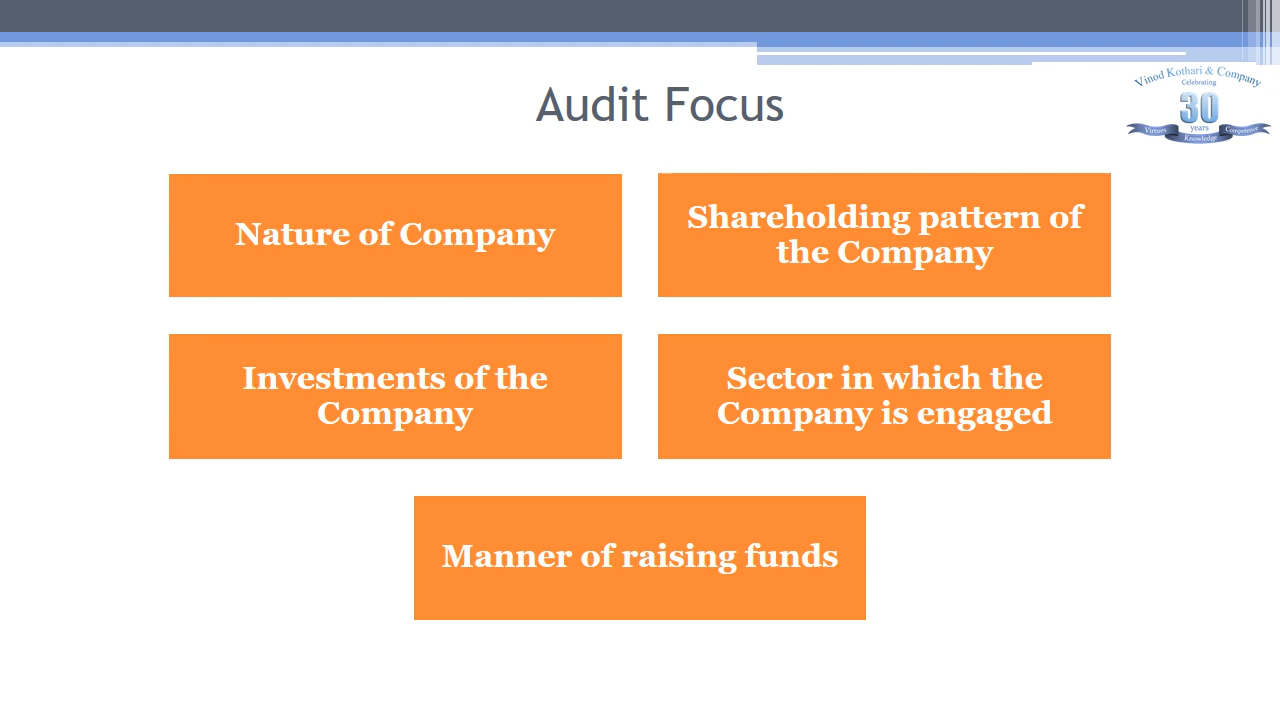 Vinod Kothari & Company
Celebrating
30
years
Virtues
Knowledge
Competence
Audit Focus
Nature of Company
Shareholding pattern of
the Company
Investments of the
Company
Sector in which the
Company is engaged
Manner of raising funds